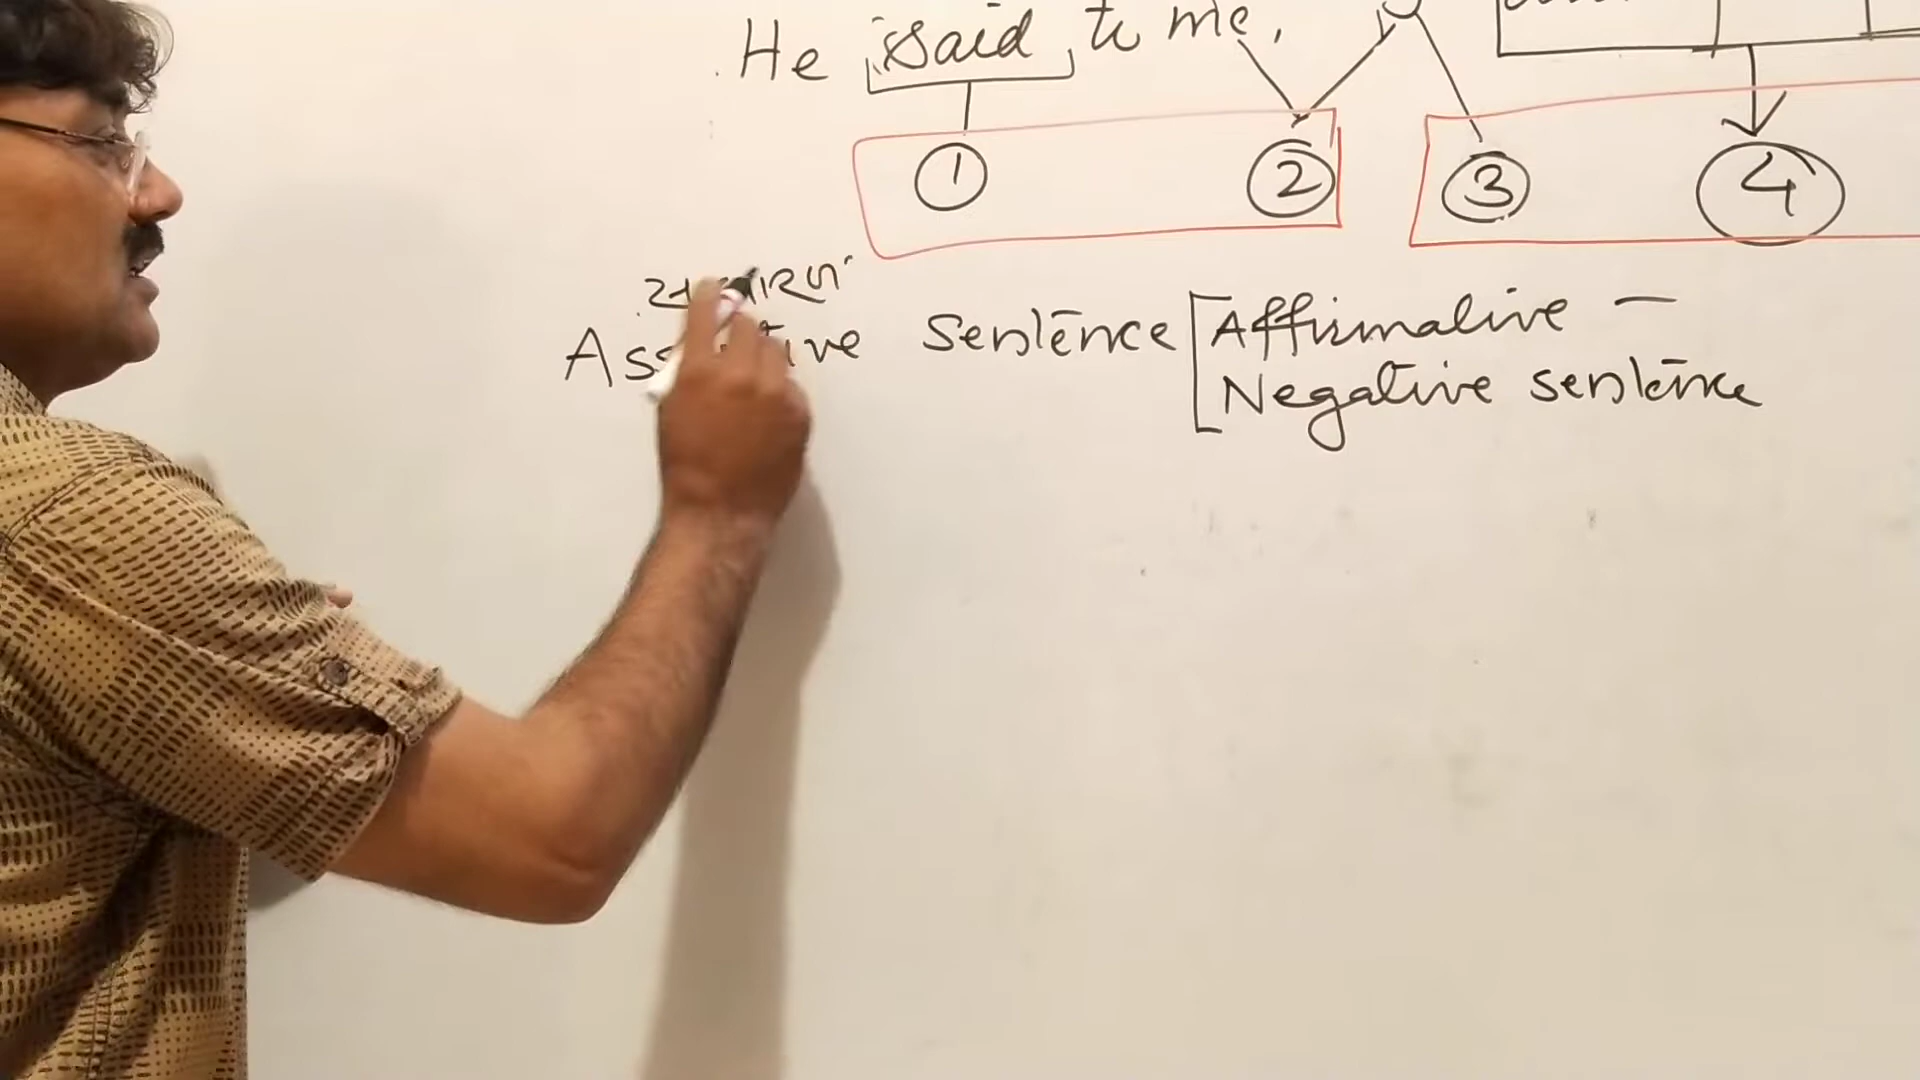 He said to me,
1 2 3 4
Assertive Sentence Affirmative —
Negative sentence